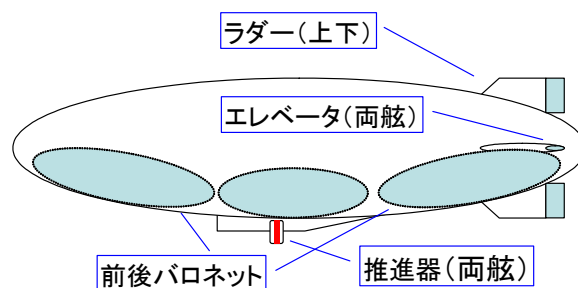 ラダー（上下）
エレベータ（両舷）
前後バロネット
推進器（両舷）